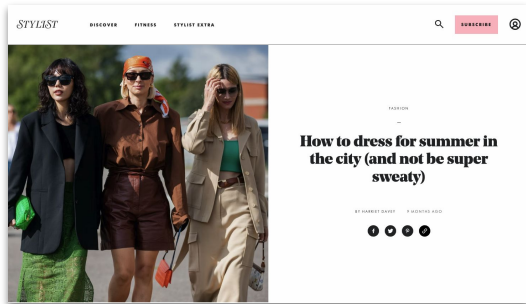 STYLIST
DISCOVER FITNESS STYLIST EXTRA
SUBSCRIBE
FASHION
How to dress for summer in
the city (and not be super
sweaty)
BY HARRIET DAVEY 9 MONTHS AGO